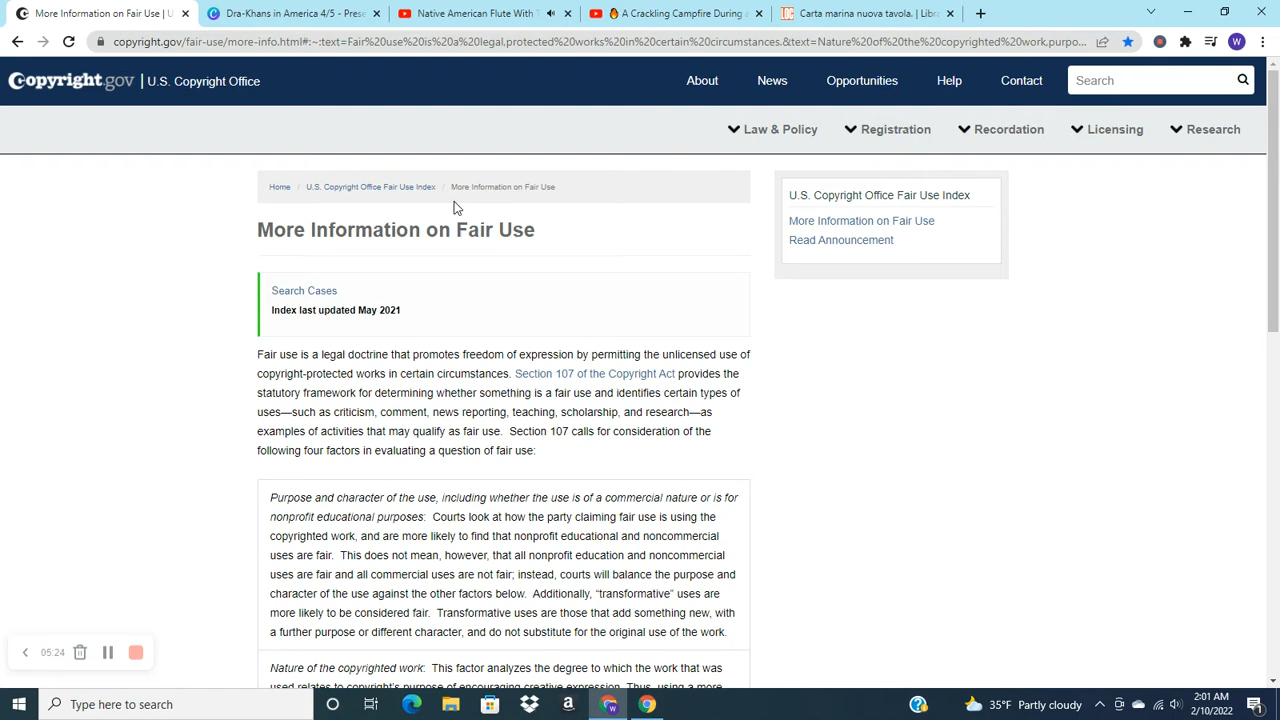 More Information on Fair Use | U
Dra-Khans in America 4/5 - Prese
Native American Flute With T
A Crackling Campfire During a
Carta marina nuova tavola. | Libra
copyright.gov/fair-use/more-info.html#:~:text=Fair%20use%20is%20a%20legal,protected%20works%20in%20certain%20circumstances.&text=Nature%20of%20the%20copyrighted%20work,purpo...
W
Copyright.gov | U.S. Copyright Office
About
News
Opportunities
Help
Contact
Search
Law & Policy
Registration
Recordation
Licensing
Research
Home / U.S. Copyright Office Fair Use Index / More Information on Fair Use
More Information on Fair Use
Search Cases
Index last updated May 2021
Fair use is a legal doctrine that promotes freedom of expression by permitting the unlicensed use of
copyright-protected works in certain circumstances. Section 107 of the Copyright Act provides the
statutory framework for determining whether something is a fair use and identifies certain types of
uses—such as criticism, comment, news reporting, teaching, scholarship, and research—as
examples of activities that may qualify as fair use. Section 107 calls for consideration of the
following four factors in evaluating a question of fair use:
Purpose and character of the use, including whether the use is of a commercial nature or is for
nonprofit educational purposes: Courts look at how the party claiming fair use is using the
copyrighted work, and are more likely to find that nonprofit educational and noncommercial
uses are fair. This does not mean, however, that all nonprofit education and noncommercial
uses are fair and all commercial uses are not fair; instead, courts will balance the purpose and
character of the use against the other factors below. Additionally, “transformative” uses are
more likely to be considered fair. Transformative uses are those that add something new, with
a further purpose or different character, and do not substitute for the original use of the work.
Nature of the copyrighted work: This factor analyzes the degree to which the work that was
used relates to copyright's purpose of encouraging creative expression. Thus, using a more
U.S. Copyright Office Fair Use Index
More Information on Fair Use
Read Announcement
05:24
Type here to search
35°F Partly cloudy
2:01 AM
2/10/2022